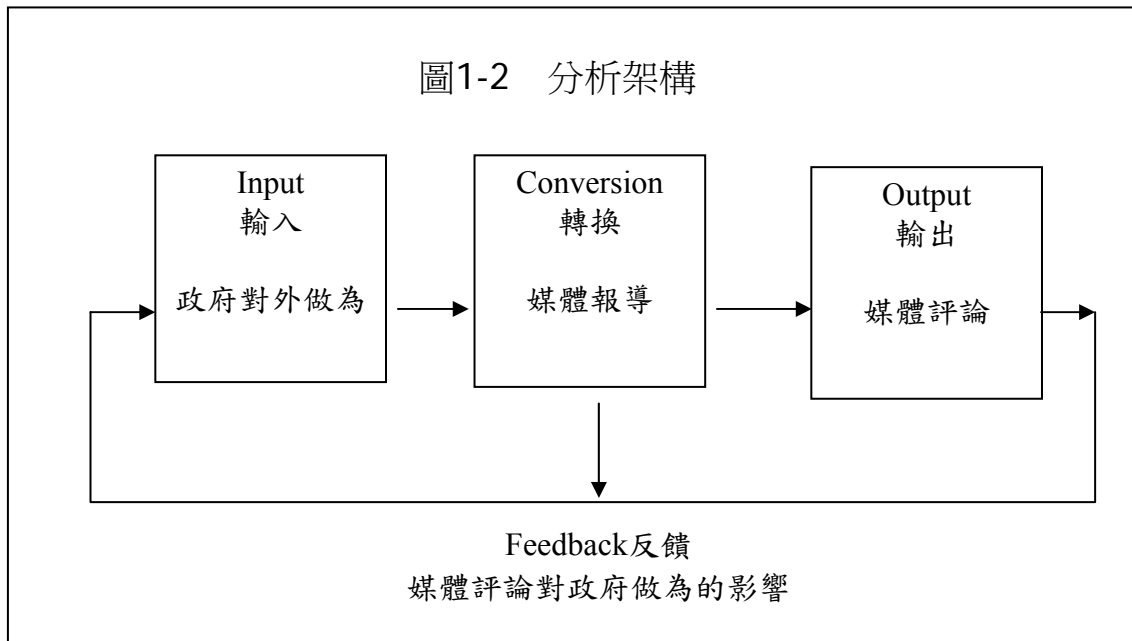 圖1-2 分析架構
Input
輸入
政府對外做為
Conversion
轉換
媒體報導
Output
輸出
媒體評論
Feedback反饋
媒體評論對政府做為的影響